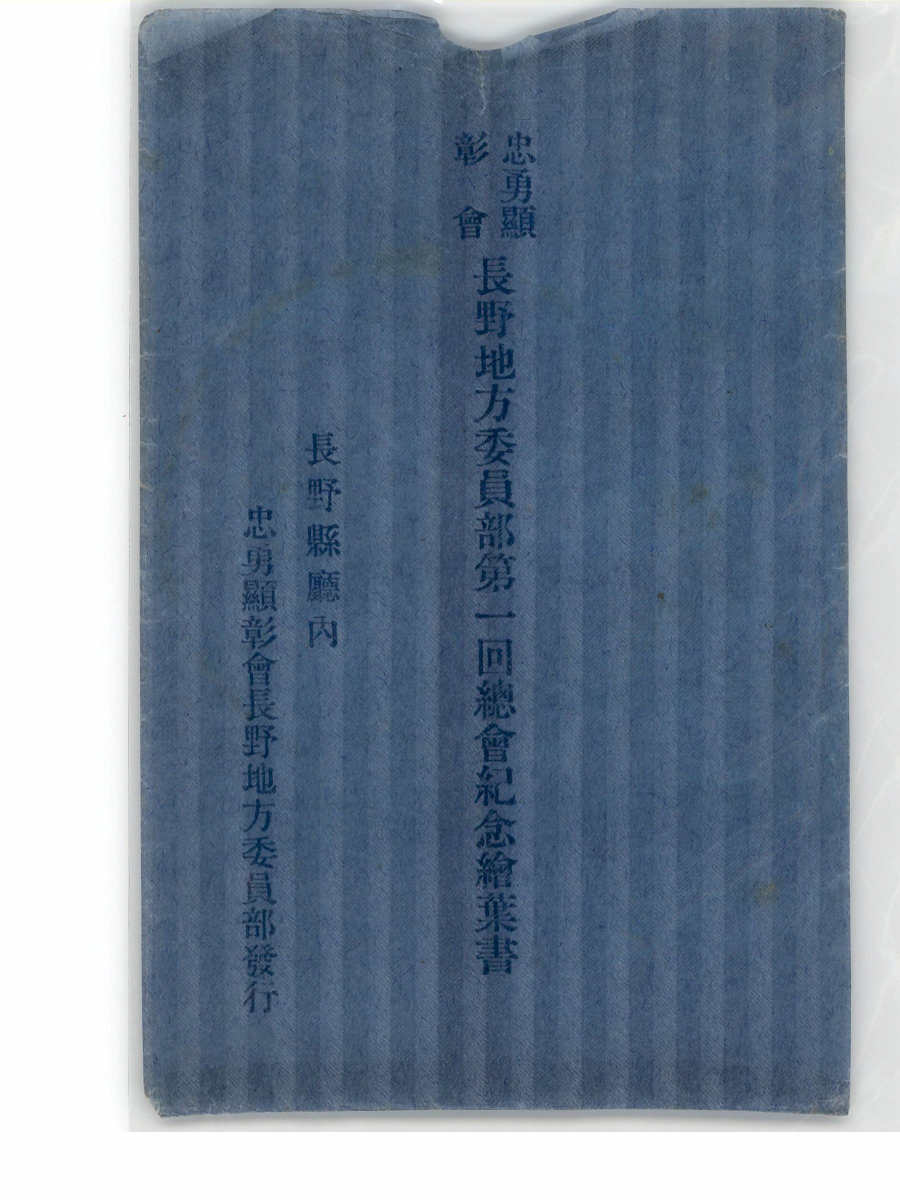 忠勇顯
彰會
長野地方委員部第一回總會紀念繪葉書
長野縣廳內
忠勇顯彰會長野地方委員部發行